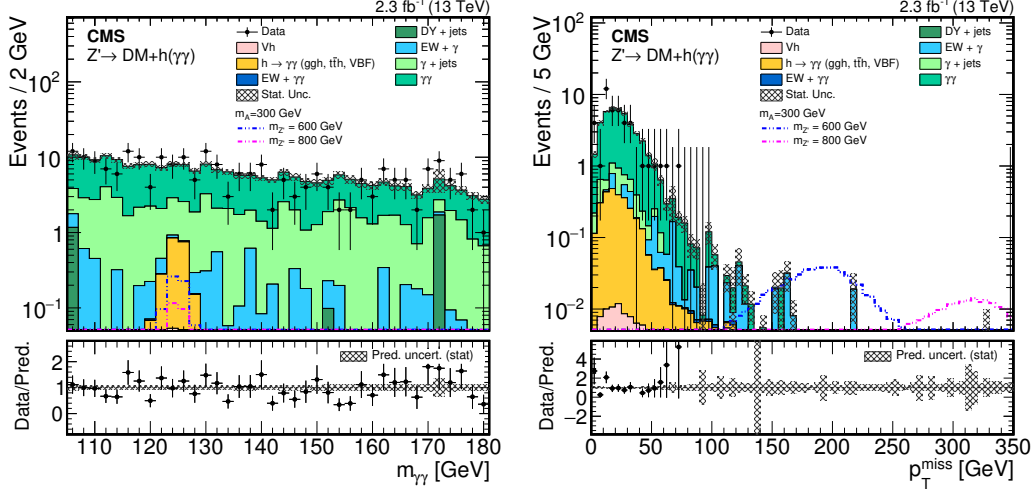 2.3 fb⁻¹ (13 TeV)
Events / 2 GeV
CMS
Z'→ DM+h(γγ)
Data
Vh
h → γγ (ggh, tt̄h, VBF)
EW + γγ
Stat. Unc.
DY + jets
EW + γ
γ + jets
γγ
m_A=300 GeV
m_Z' = 600 GeV
m_Z' = 800 GeV
10²
10
1
10⁻¹
Data/Pred.
Pred. uncert. (stat)
2
1
0
110 120 130 140 150 160 170 180
m_γγ [GeV]
2.3 fb⁻¹ (13 TeV)
Events / 5 GeV
CMS
Z'→ DM+h(γγ)
Data
Vh
h → γγ (ggh, tt̄h, VBF)
EW + γγ
Stat. Unc.
DY + jets
EW + γ
γ + jets
γγ
m_A=300 GeV
m_Z' = 600 GeV
m_Z' = 800 GeV
10²
10
1
10⁻¹
10⁻²
Data/Pred.
Pred. uncert. (stat)
4
2
0
−2
0 50 100 150 200 250 300 350
p_T^miss [GeV]